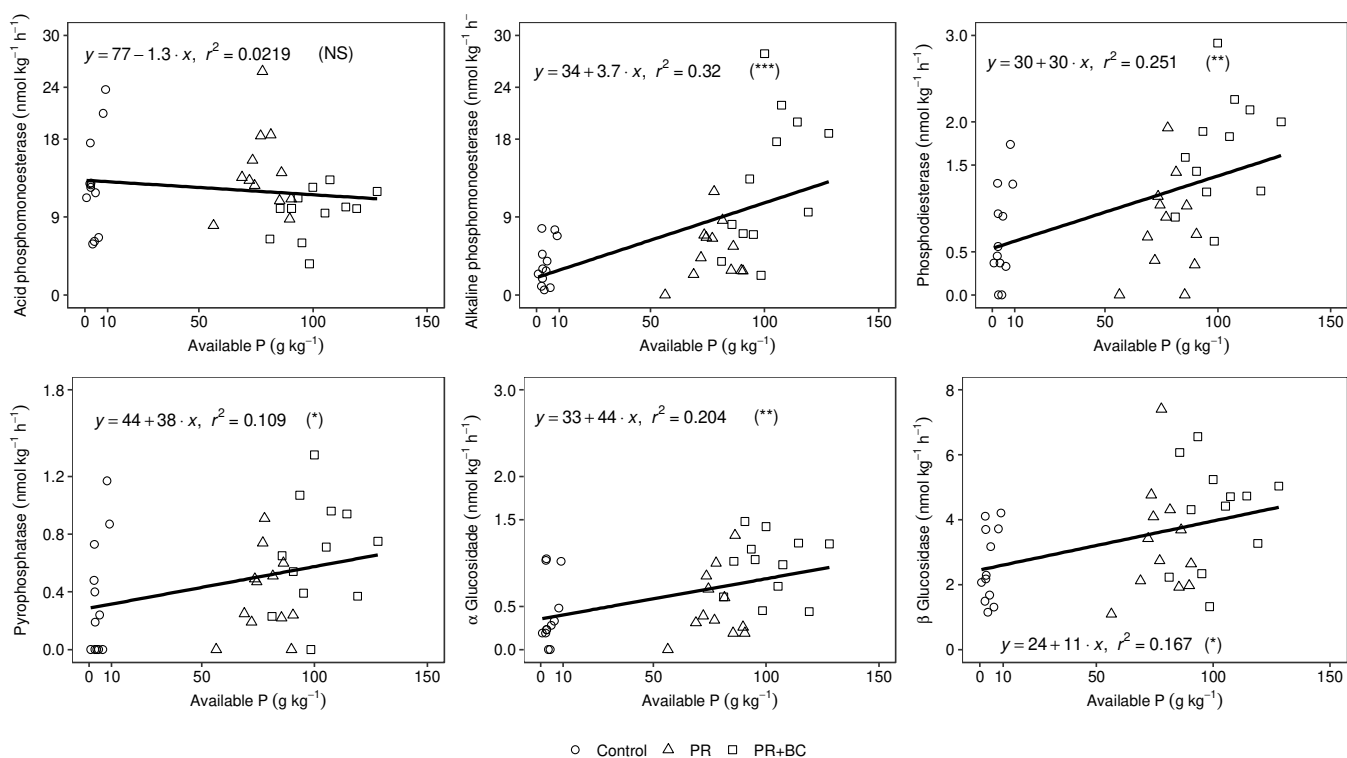 Acid phosphomonoesterase (nmol kg⁻¹ h⁻¹)
30
24
18
9
0
y = 77 − 1.3 · x, r² = 0.0219 (NS)
0 10 50 100 150
Available P (g kg⁻¹)
Alkaline phosphomonoesterase (nmol kg⁻¹ h⁻
30
24
18
9
0
y = 34 + 3.7 · x, r² = 0.32 (***)
0 10 50 100 150
Available P (g kg⁻¹)
Phosphodiesterase (nmol kg⁻¹ h⁻¹)
3.0
2.0
1.5
0.5
0.0
y = 30 + 30 · x, r² = 0.251 (**)
0 10 50 100 150
Available P (g kg⁻¹)
Pyrophosphatase (nmol kg⁻¹ h⁻¹)
1.8
1.2
0.8
0.4
0.0
y = 44 + 38 · x, r² = 0.109 (*)
0 10 50 100 150
Available P (g kg⁻¹)
α Glucosidade (nmol kg⁻¹ h⁻¹)
3.0
2.0
1.5
0.5
0.0
y = 33 + 44 · x, r² = 0.204 (**)
0 10 50 100 150
Available P (g kg⁻¹)
β Glucosidase (nmol kg⁻¹ h⁻¹)
8
6
4
2
0
y = 24 + 11 · x, r² = 0.167 (*)
0 10 50 100 150
Available P (g kg⁻¹)
Control PR PR+BC